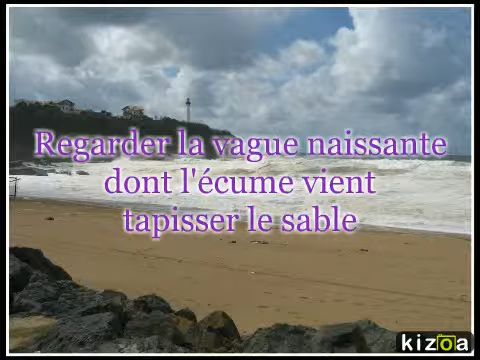 Regarder la vague naissante
dont l'écume vient
tapisser le sable
kizoa